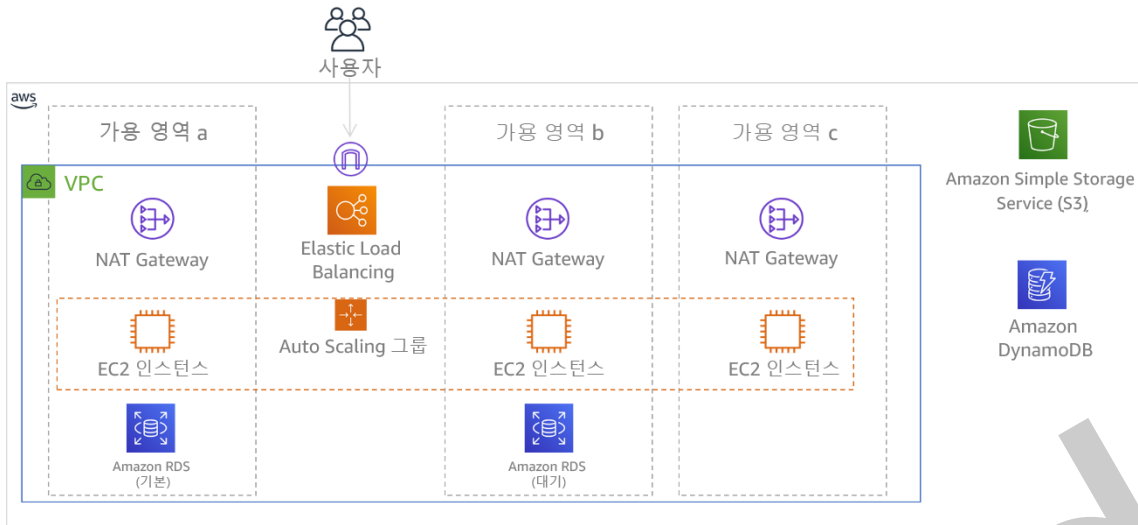 사용자
aws
가용 영역 a
가용 영역 b
가용 영역 c
VPC
Amazon Simple Storage
Service (S3)
NAT Gateway
Elastic Load
Balancing
NAT Gateway
NAT Gateway
Amazon
DynamoDB
Auto Scaling 그룹
EC2 인스턴스
EC2 인스턴스
EC2 인스턴스
Amazon RDS
(기본)
Amazon RDS
(대기)